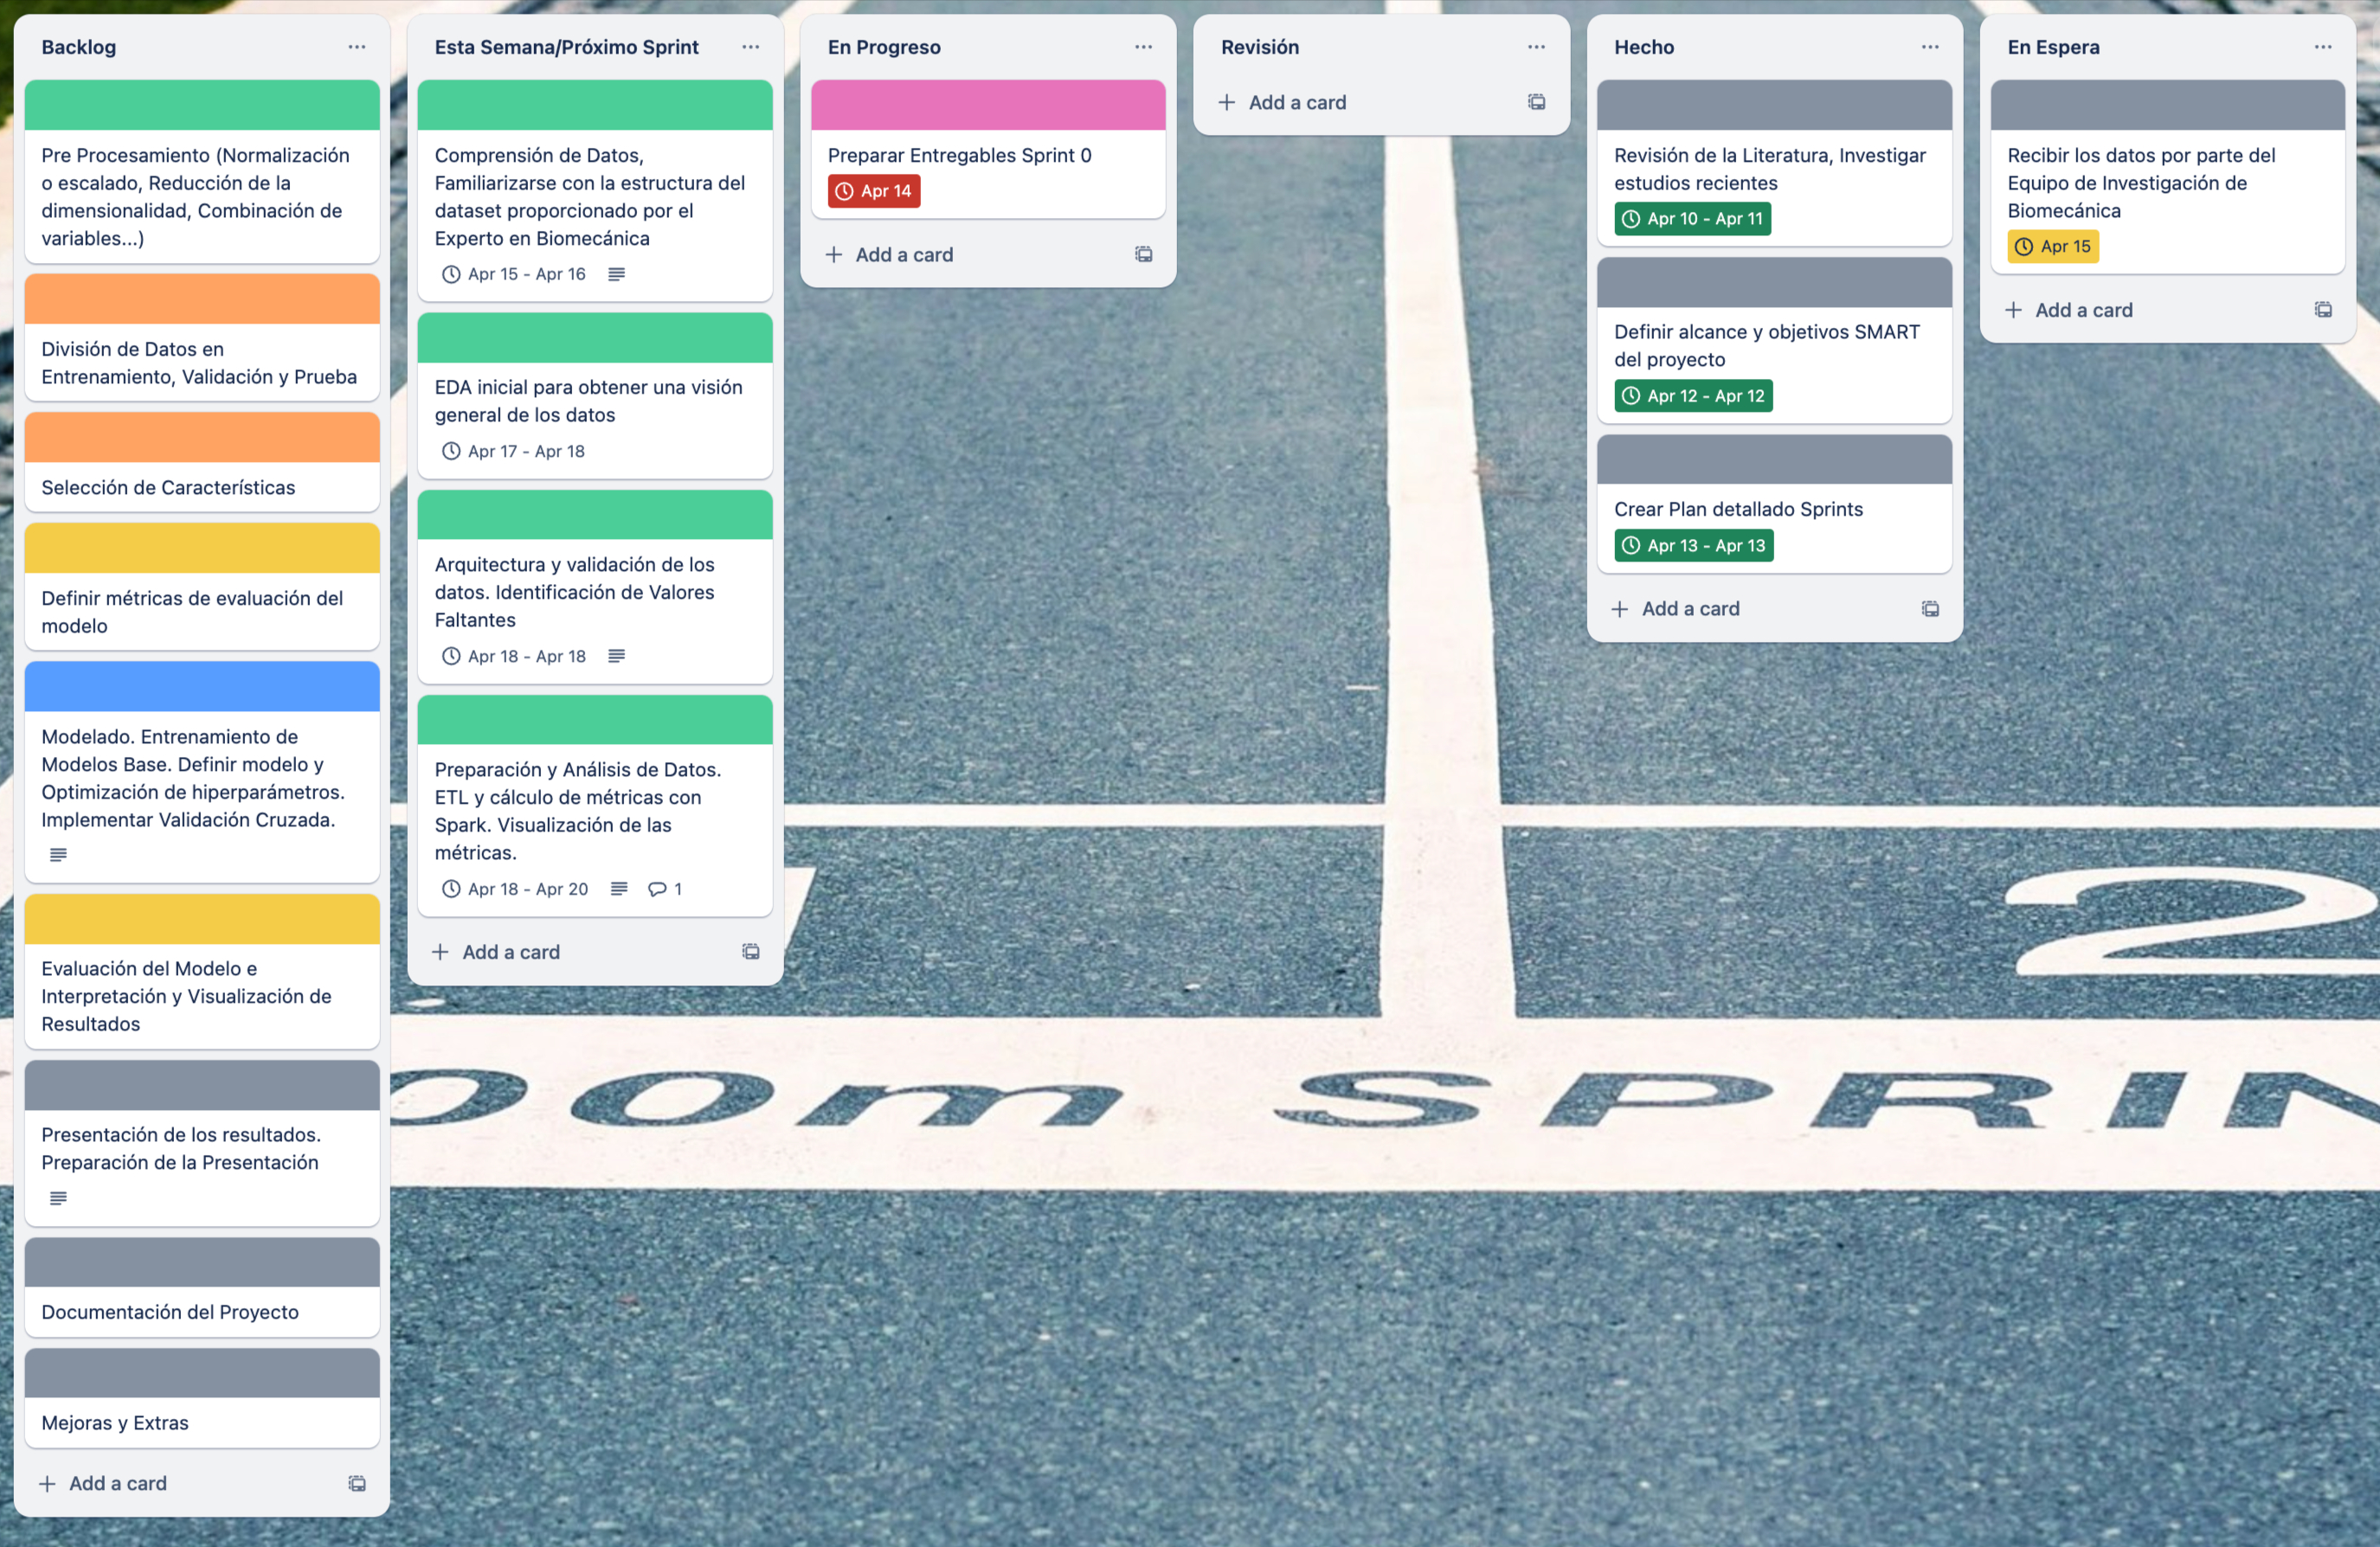 Backlog
Pre Procesamiento (Normalización
o escalado, Reducción de la
dimensionalidad, Combinación de
variables...)
División de Datos en
Entrenamiento, Validación y Prueba
Selección de Características
Definir métricas de evaluación del
modelo
Modelado. Entrenamiento de
Modelos Base. Definir modelo y
Optimización de hiperparámetros.
Implementar Validación Cruzada.
Evaluación del Modelo e
Interpretación y Visualización de
Resultados
Presentación de los resultados.
Preparación de la Presentación
Documentación del Proyecto
Mejoras y Extras
+ Add a card
Esta Semana/Próximo Sprint
Comprensión de Datos,
Familiarizarse con la estructura del
dataset proporcionado por el
Experto en Biomecánica
Apr 15 - Apr 16
EDA inicial para obtener una visión
general de los datos
Apr 17 - Apr 18
Arquitectura y validación de los
datos. Identificación de Valores
Faltantes
Apr 18 - Apr 18
Preparación y Análisis de Datos.
ETL y cálculo de métricas con
Spark. Visualización de las
métricas.
Apr 18 - Apr 20 1
+ Add a card
En Progreso
Preparar Entregables Sprint 0
Apr 14
+ Add a card
Revisión
+ Add a card
Hecho
Revisión de la Literatura, Investigar
estudios recientes
Apr 10 - Apr 11
Definir alcance y objetivos SMART
del proyecto
Apr 12 - Apr 12
Crear Plan detallado Sprints
Apr 13 - Apr 13
+ Add a card
En Espera
Recibir los datos por parte del
Equipo de Investigación de
Biomecánica
Apr 15
+ Add a card
2
00m SPRIN